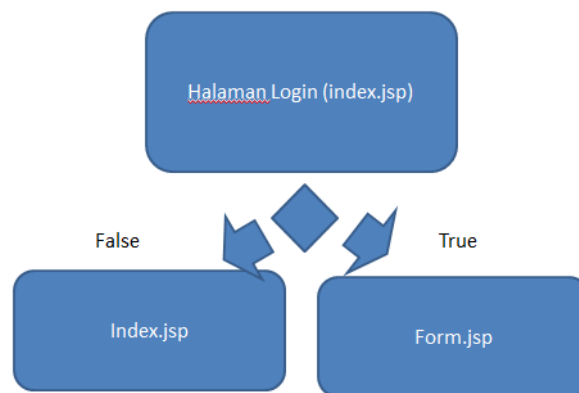 Halaman Login (index.jsp)
False
True
Index.jsp
Form.jsp